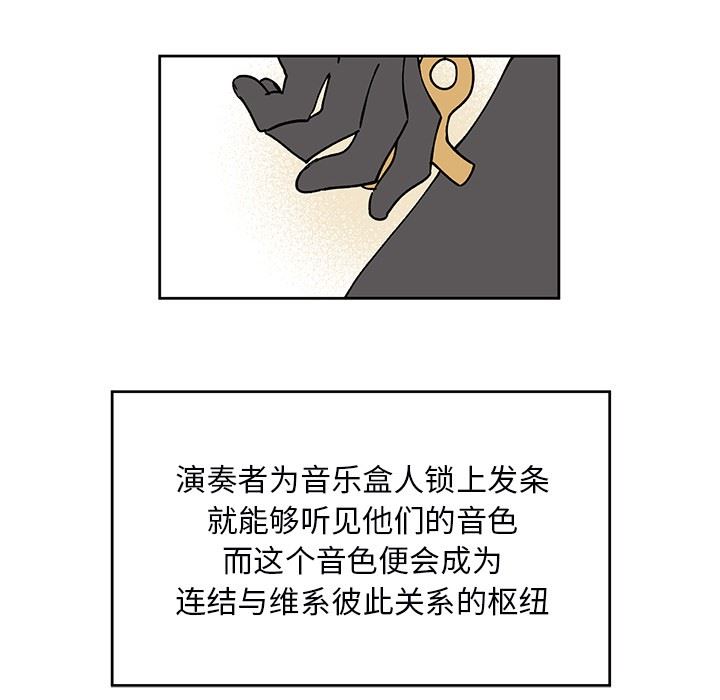 演奏者为音乐盒人锁上发条
就能够听见他们的音色
而这个音色便会成为
连结与维系彼此关系的枢纽